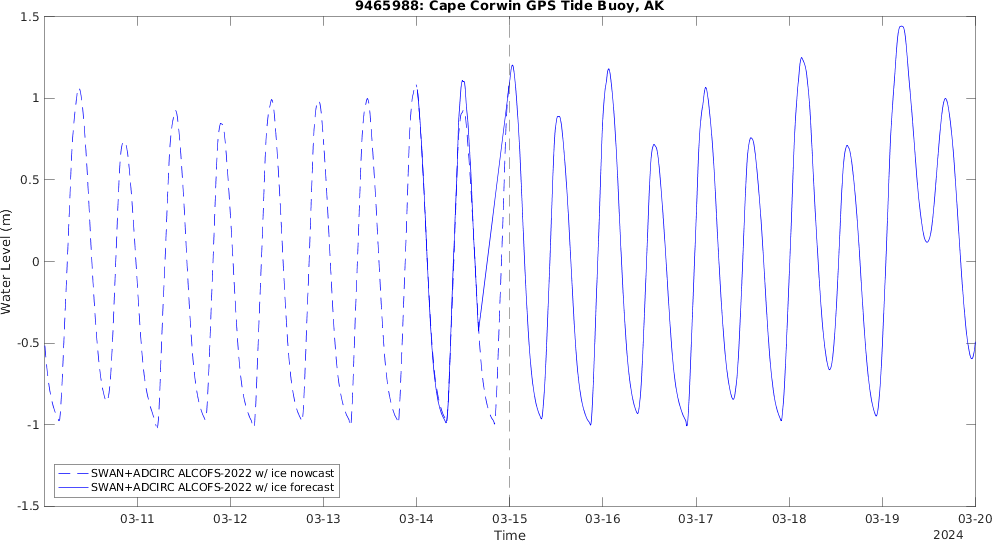 9465988: Cape Corwin GPS Tide Buoy, AK
1.5
1
0.5
0
-0.5
-1
-1.5
Water Level (m)
SWAN+ADCIRC ALCOFS-2022 w/ ice nowcast
SWAN+ADCIRC ALCOFS-2022 w/ ice forecast
03-11 03-12 03-13 03-14 03-15 03-16 03-17 03-18 03-19 03-20
Time
2024